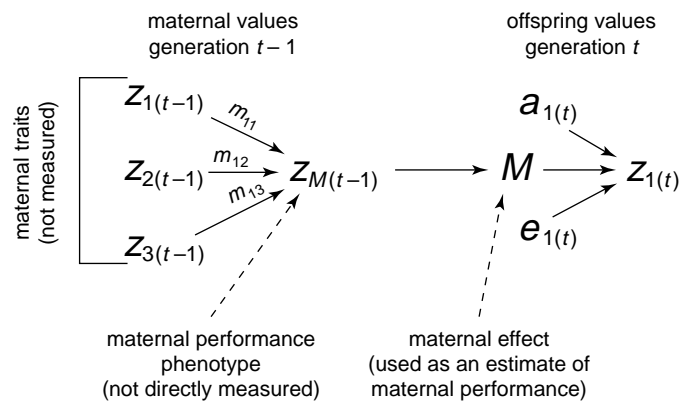 maternal values
generation t – 1
offspring values
generation t
maternal traits
(not measured)
z1(t–1)
m11
z2(t–1)
m12
z3(t–1)
m13
zM(t–1)
M
a1(t)
e1(t)
z1(t)
maternal performance
phenotype
(not directly measured)
maternal effect
(used as an estimate of
maternal performance)